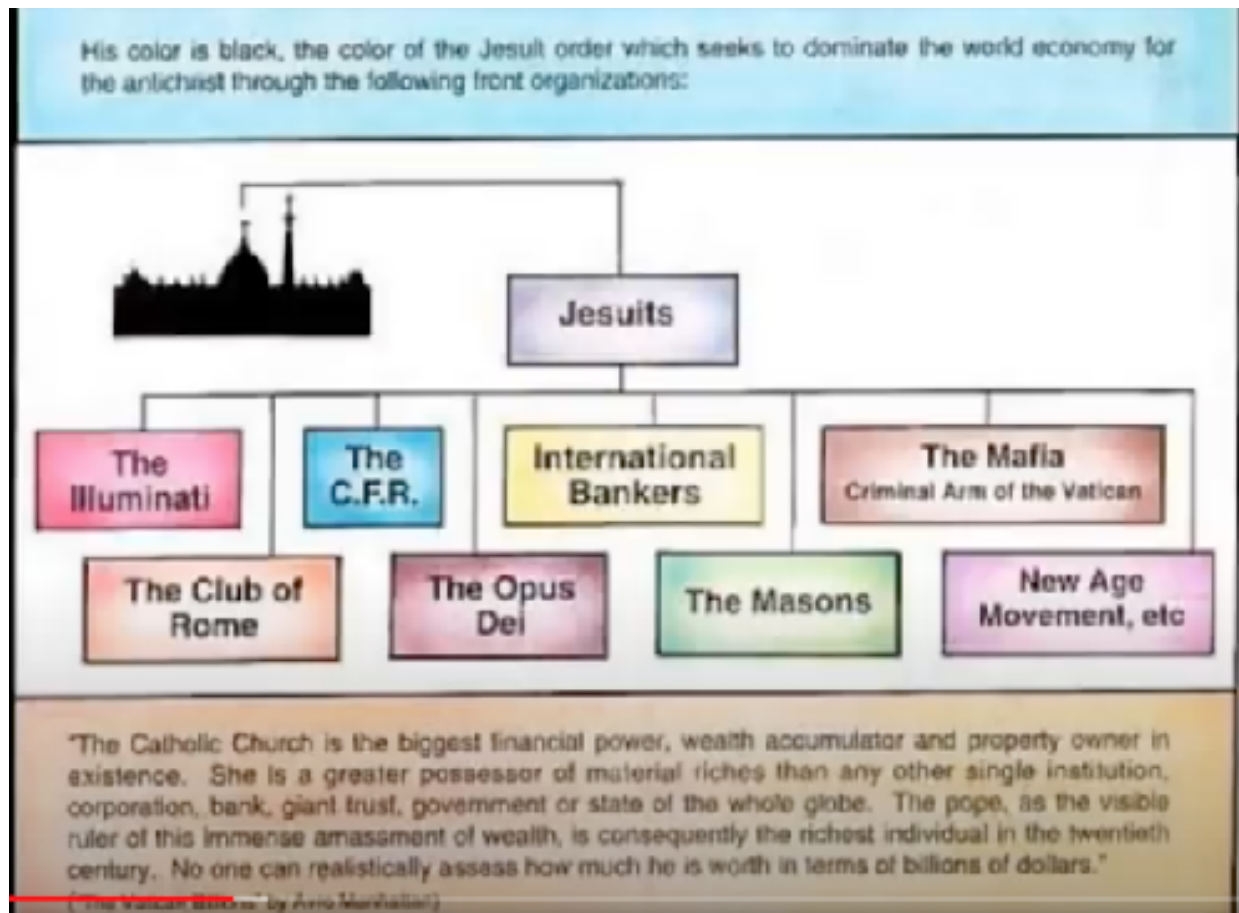 His color is black, the color of the Jesuit order which seeks to dominate the world economy for
the antichrist through the following front organizations:
Jesuits
The
Illuminati
The
C.F.R.
International
Bankers
The Mafia
Criminal Arm of the Vatican
The Club of
Rome
The Opus
Dei
The Masons
New Age
Movement, etc
"The Catholic Church is the biggest financial power, wealth accumulator and property owner in
existence. She is a greater possessor of material riches than any other single institution,
corporation, bank, giant trust, government or state of the whole globe. The pope, as the visible
ruler of this immense amassment of wealth, is consequently the richest individual in the twentieth
century. No one can realistically assess how much he is worth in terms of billions of dollars."
("The Vatican Billions" by Avro Manhattan)